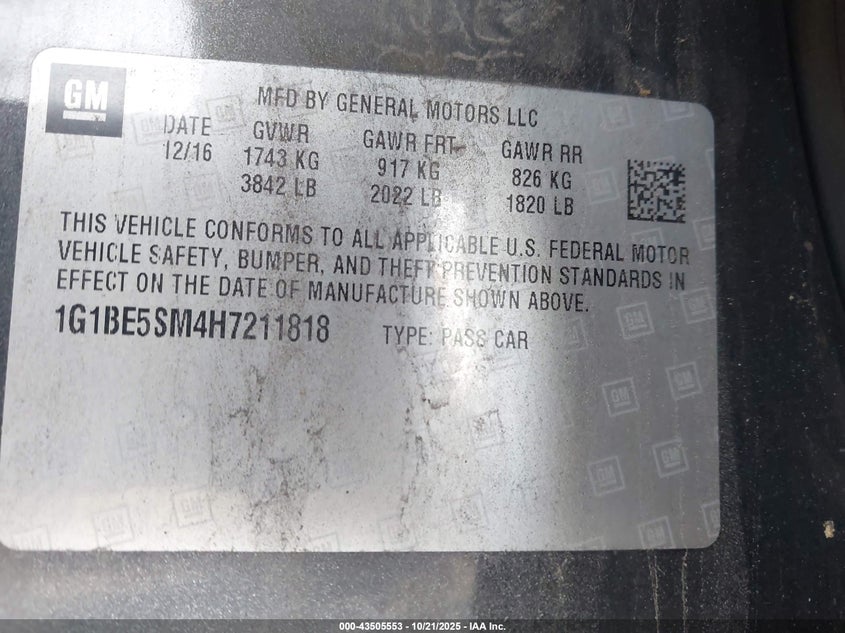 GM
MFD BY GENERAL MOTORS LLC
DATE GVWR GAWR FRT GAWR RR
12/16 1743 KG 917 KG 826 KG
3842 LB 2022 LB 1820 LB
THIS VEHICLE CONFORMS TO ALL APPLICABLE U.S. FEDERAL MOTOR
VEHICLE SAFETY, BUMPER, AND THEFT PREVENTION STANDARDS IN
EFFECT ON THE DATE OF MANUFACTURE SHOWN ABOVE.
1G1BE5SM4H7211818 TYPE: PASS CAR
000-43505553 - 10/21/2025 - IAA Inc.